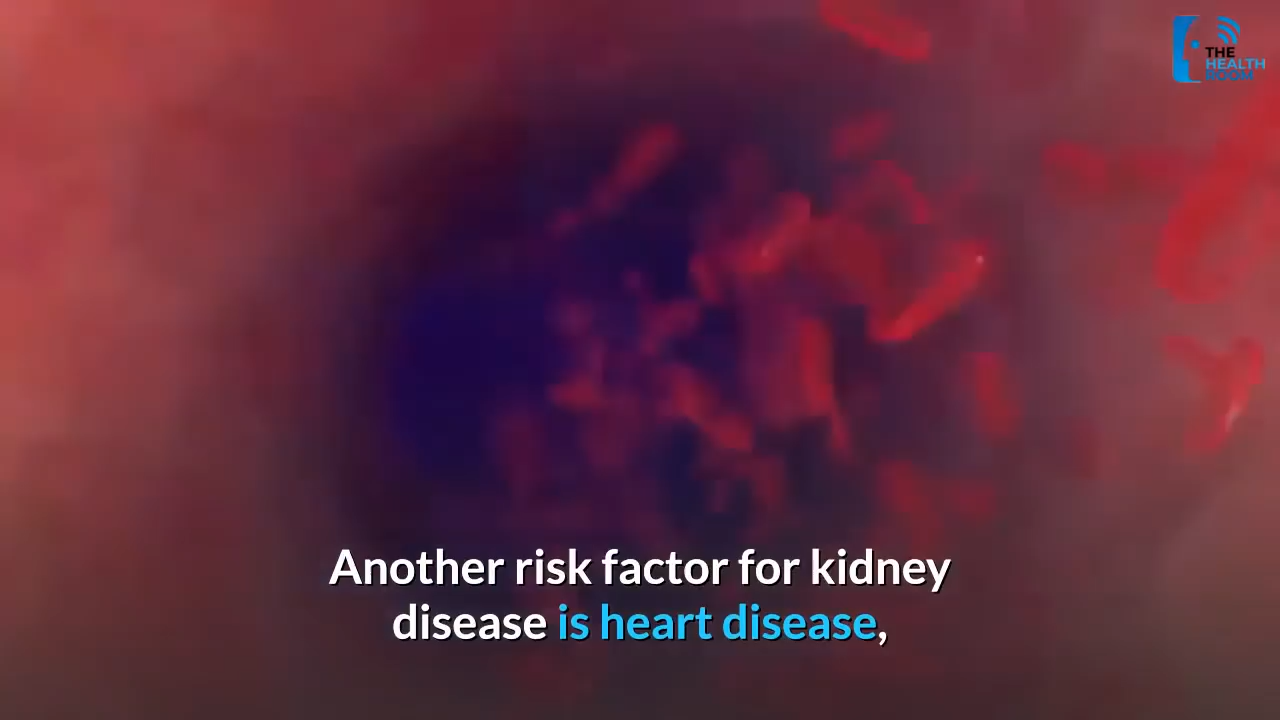 THE
HEALTH
ROOM
Another risk factor for kidney
disease is heart disease,